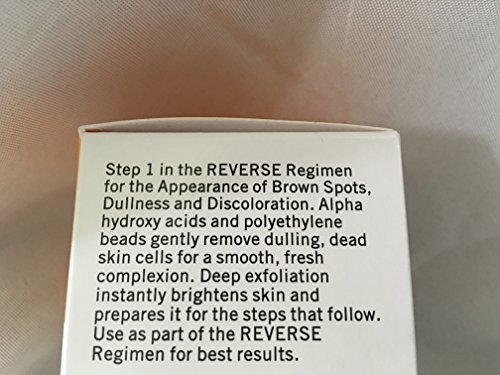 Step 1 in the REVERSE Regimen
for the Appearance of Brown Spots,
Dullness and Discoloration. Alpha
hydroxy acids and polyethylene
beads gently remove dulling, dead
skin cells for a smooth, fresh
complexion. Deep exfoliation
instantly brightens skin and
prepares it for the steps that follow.
Use as part of the REVERSE
Regimen for best results.